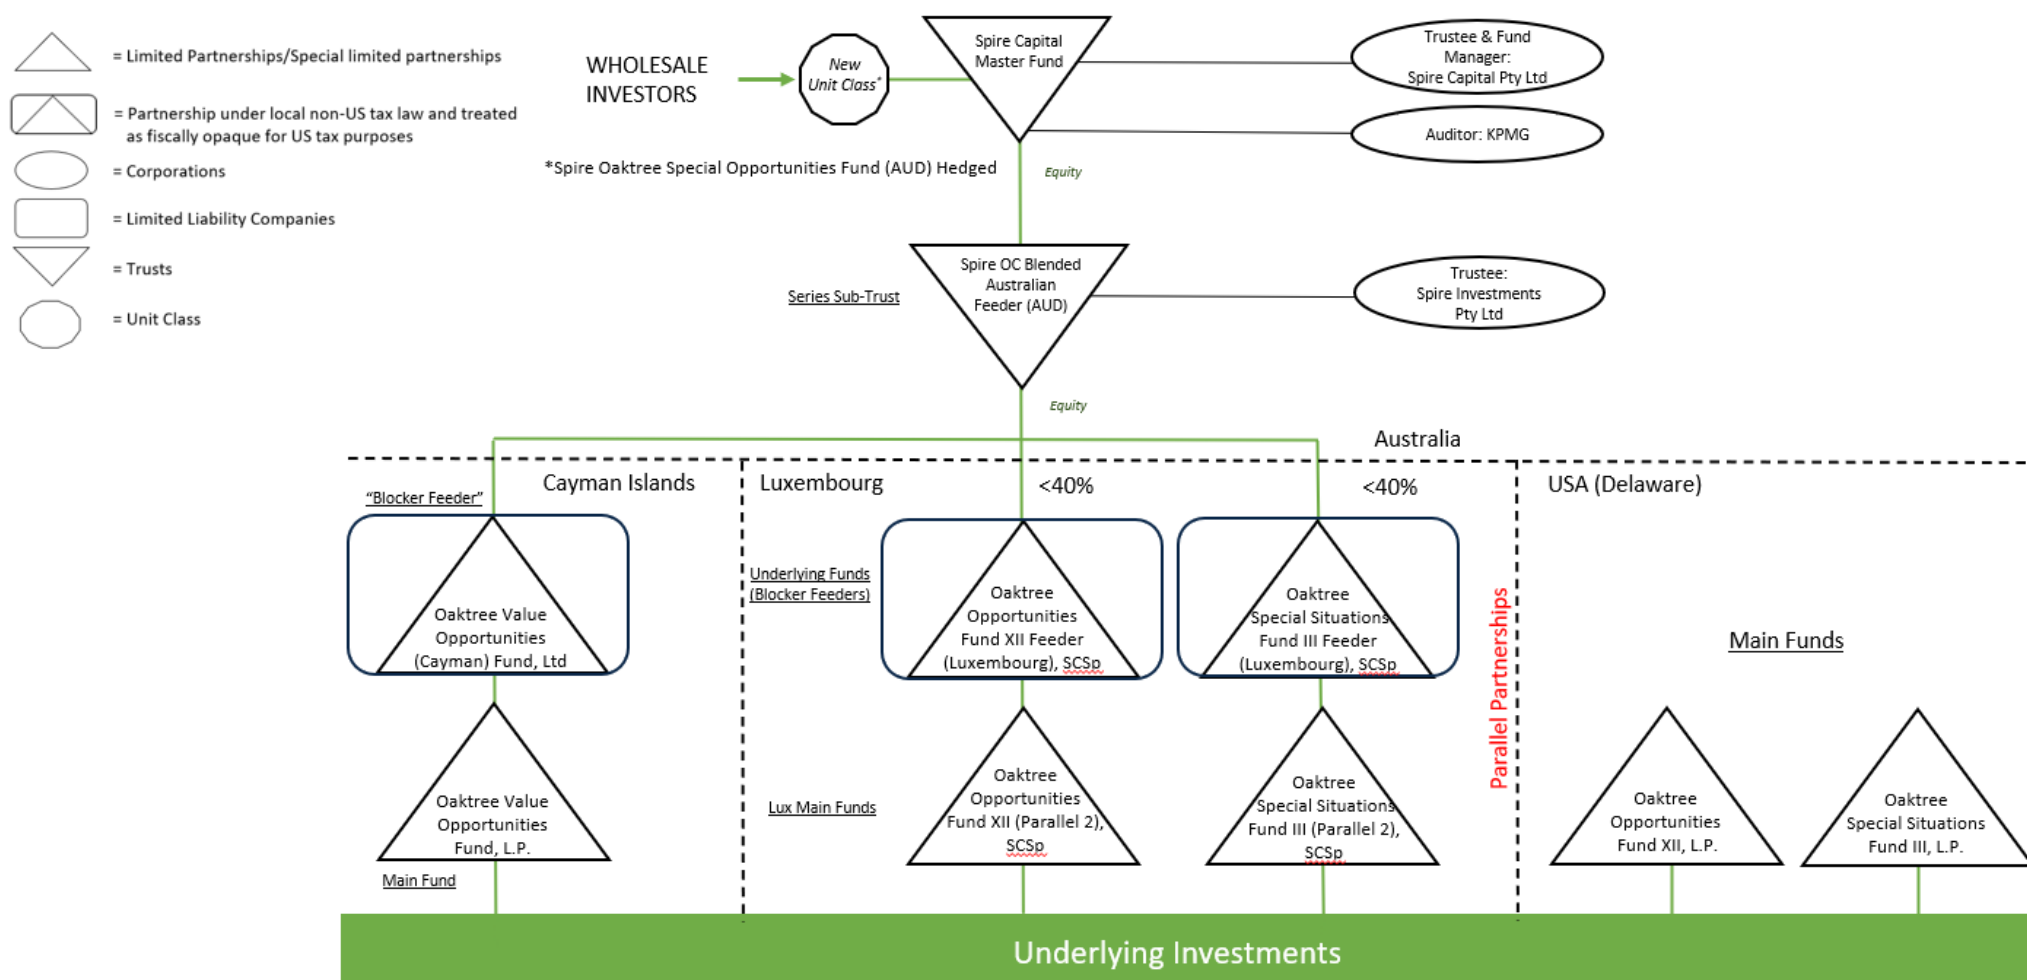 = Limited Partnerships/Special limited partnerships
= Partnership under local non-US tax law and treated
as fiscally opaque for US tax purposes
= Corporations
= Limited Liability Companies
= Trusts
= Unit Class
WHOLESALE
INVESTORS
New
Unit Class*
Spire Capital
Master Fund
Trustee & Fund
Manager:
Spire Capital Pty Ltd
Auditor: KPMG
*Spire Oaktree Special Opportunities Fund (AUD) Hedged
Equity
Series Sub-Trust
Spire OC Blended
Australian
Feeder (AUD)
Trustee:
Spire Investments
Pty Ltd
Equity
Australia
"Blocker Feeder"
Cayman Islands
Luxembourg
<40%
<40%
USA (Delaware)
Oaktree Value
Opportunities
(Cayman) Fund, Ltd
Underlying Funds
(Blocker Feeders)
Oaktree
Opportunities
Fund XII Feeder
(Luxembourg), SCSp
Oaktree
Special Situations
Fund III Feeder
(Luxembourg), SCSp
Parallel Partnerships
Main Funds
Oaktree Value
Opportunities
Fund, L.P.
Main Fund
Lux Main Funds
Oaktree
Opportunities
Fund XII (Parallel 2),
SCSp
Oaktree
Special Situations
Fund III (Parallel 2),
SCSp
Oaktree
Opportunities
Fund XII, L.P.
Oaktree
Special Situations
Fund III, L.P.
Underlying Investments